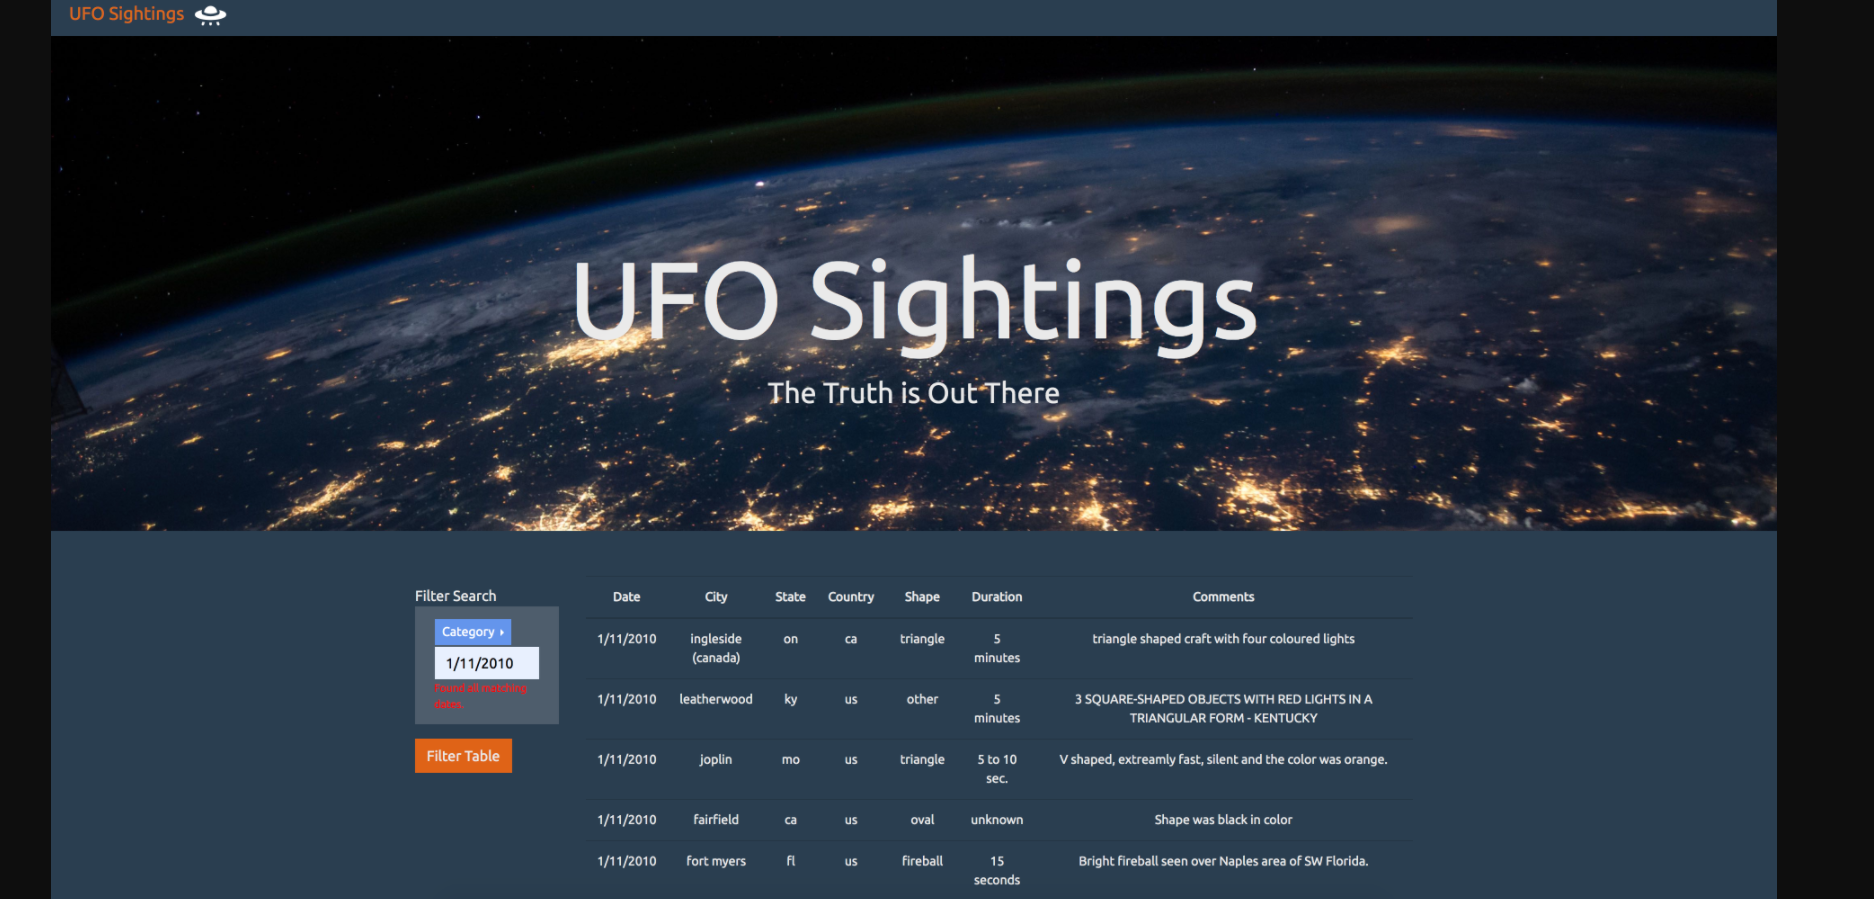 UFO Sightings
UFO Sightings
The Truth is Out There
Filter Search
Category
1/11/2010
Found all matching
dates.
Filter Table
Date City State Country Shape Duration Comments
1/11/2010 ingleside on ca triangle 5 triangle shaped craft with four coloured lights
(canada) minutes
1/11/2010 leatherwood ky us other 5 3 SQUARE-SHAPED OBJECTS WITH RED LIGHTS IN A
minutes TRIANGULAR FORM - KENTUCKY
1/11/2010 joplin mo us triangle 5 to 10 V shaped, extreamly fast, silent and the color was orange.
sec.
1/11/2010 fairfield ca us oval unknown Shape was black in color
1/11/2010 fort myers fl us fireball 15 Bright fireball seen over Naples area of SW Florida.
seconds